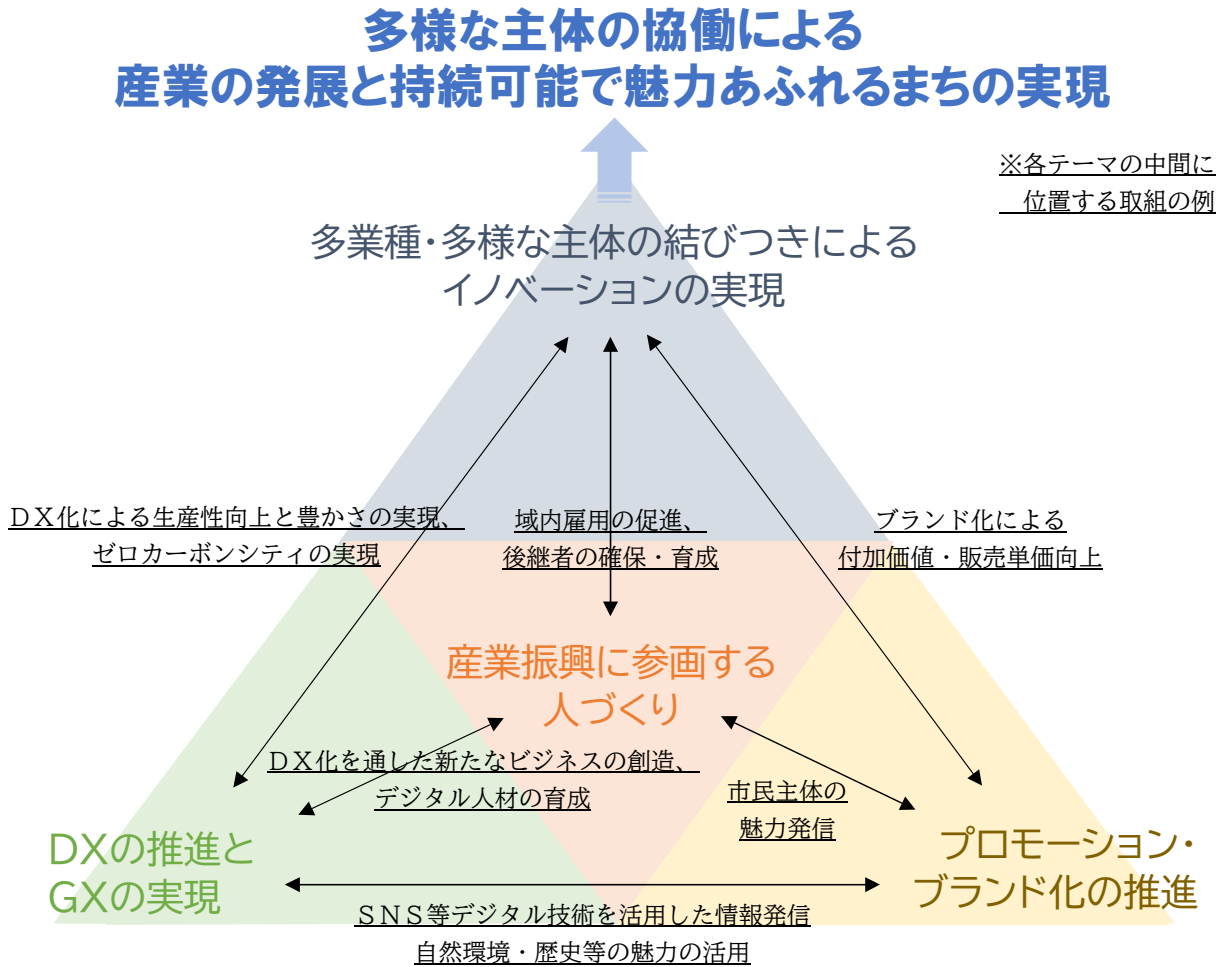 多様な主体の協働による
産業の発展と持続可能で魅力あふれるまちの実現
※各テーマの中間に
位置する取組の例
多業種・多様な主体の結びつきによる
イノベーションの実現
ＤＸ化による生産性向上と豊かさの実現、
ゼロカーボンシティの実現
域内雇用の促進、
後継者の確保・育成
ブランド化による
付加価値・販売単価向上
産業振興に参画する
人づくり
ＤＸ化を通した新たなビジネスの創造、
デジタル人材の育成
市民主体の
魅力発信
DXの推進と
GXの実現
プロモーション・
ブランド化の推進
ＳＮＳ等デジタル技術を活用した情報発信
自然環境・歴史等の魅力の活用